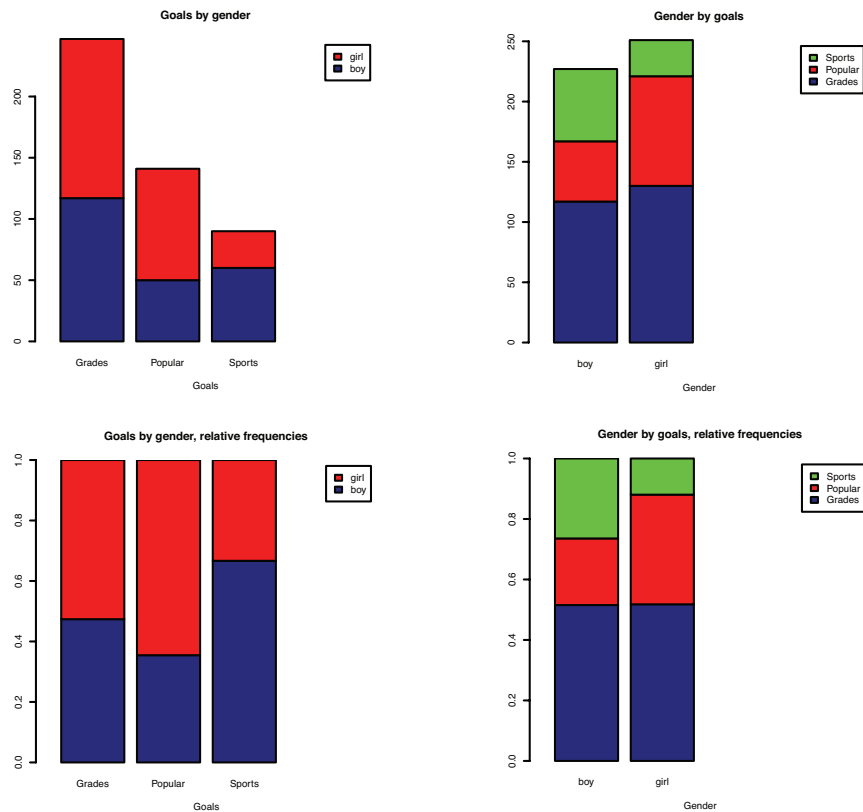 Goals by gender
girl
boy
200
150
100
50
0
Grades Popular Sports
Goals
Gender by goals
Sports
Popular
Grades
250
200
150
100
50
0
boy girl
Gender
Goals by gender, relative frequencies
girl
boy
1.0
0.8
0.6
0.4
0.2
0.0
Grades Popular Sports
Goals
Gender by goals, relative frequencies
Sports
Popular
Grades
1.0
0.8
0.6
0.4
0.2
0.0
boy girl
Gender